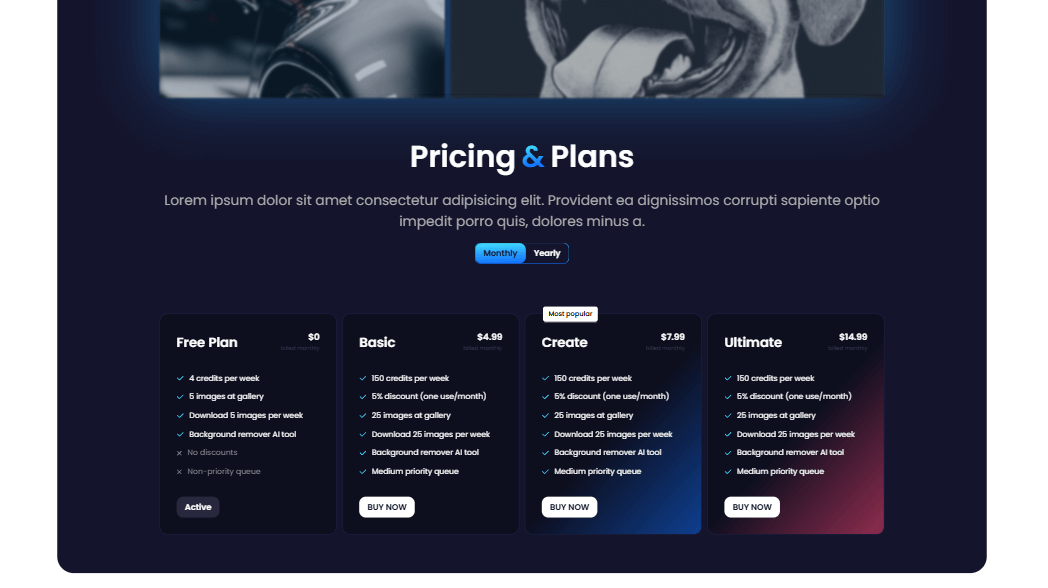 Pricing & Plans
Lorem ipsum dolor sit amet consectetur adipisicing elit. Provident ea dignissimos corrupti sapiente optio
impedit porro quis, dolores minus a.
Monthly Yearly
Free Plan
$0
billed monthly
4 credits per week
5 images at gallery
Download 5 images per week
Background remover AI tool
No discounts
Non-priority queue
Active
Basic
$4.99
billed monthly
150 credits per week
5% discount (one use/month)
25 images at gallery
Download 25 images per week
Background remover AI tool
Medium priority queue
BUY NOW
Most popular
Create
$7.99
billed monthly
150 credits per week
5% discount (one use/month)
25 images at gallery
Download 25 images per week
Background remover AI tool
Medium priority queue
BUY NOW
Ultimate
$14.99
billed monthly
150 credits per week
5% discount (one use/month)
25 images at gallery
Download 25 images per week
Background remover AI tool
Medium priority queue
BUY NOW